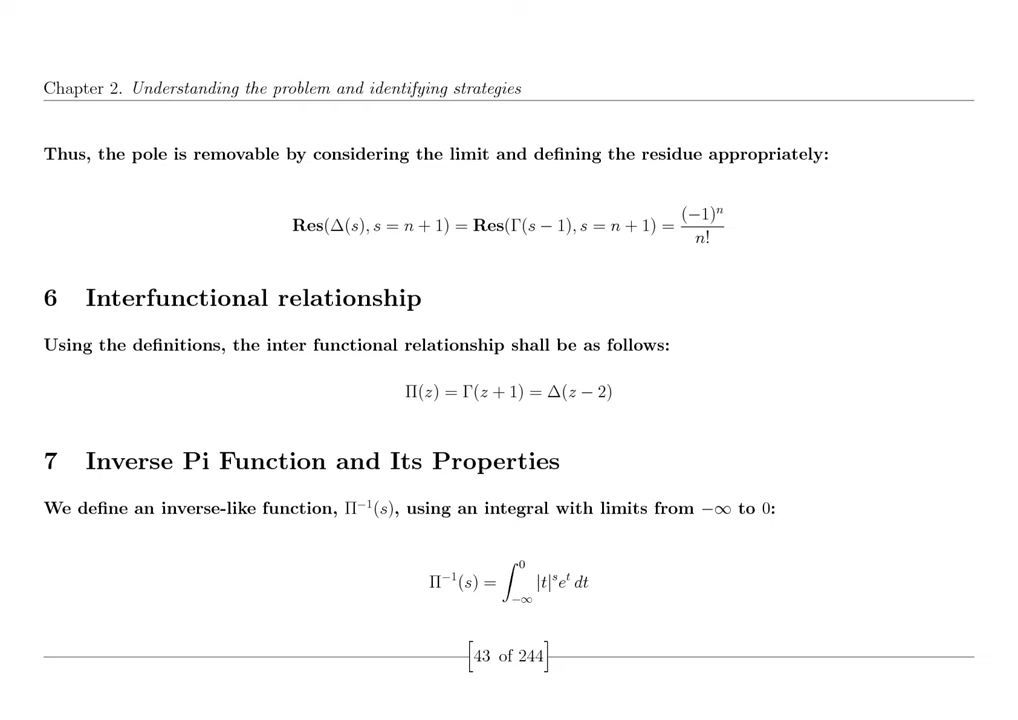 Chapter 2. Understanding the problem and identifying strategies
Thus, the pole is removable by considering the limit and defining the residue appropriately:
Res(Δ(s), s = n + 1) = Res(Γ(s − 1), s = n + 1) = (−1)ⁿ / n!
6 Interfunctional relationship
Using the definitions, the inter functional relationship shall be as follows:
Π(z) = Γ(z + 1) = Δ(z − 2)
7 Inverse Pi Function and Its Properties
We define an inverse-like function, Π⁻¹(s), using an integral with limits from −∞ to 0:
Π⁻¹(s) = ∫_{−∞}^{0} |t|ˢeᵗ dt
[43 of 244]